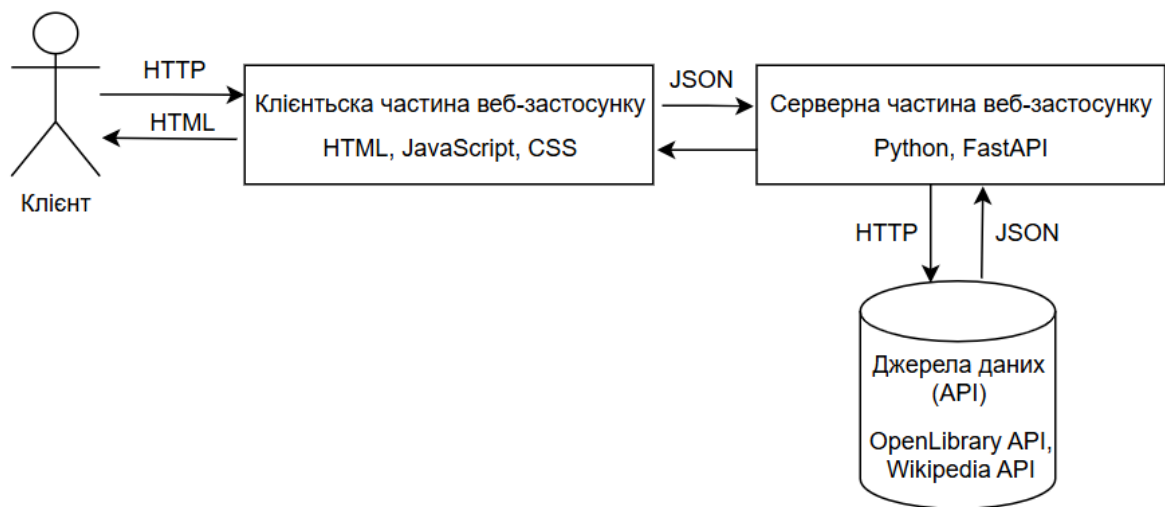 HTTP
HTML
Клієнт
Клієнтьска частина веб-застосунку
HTML, JavaScript, CSS
JSON
Серверна частина веб-застосунку
Python, FastAPI
HTTP
JSON
Джерела даних
(API)
OpenLibrary API,
Wikipedia API